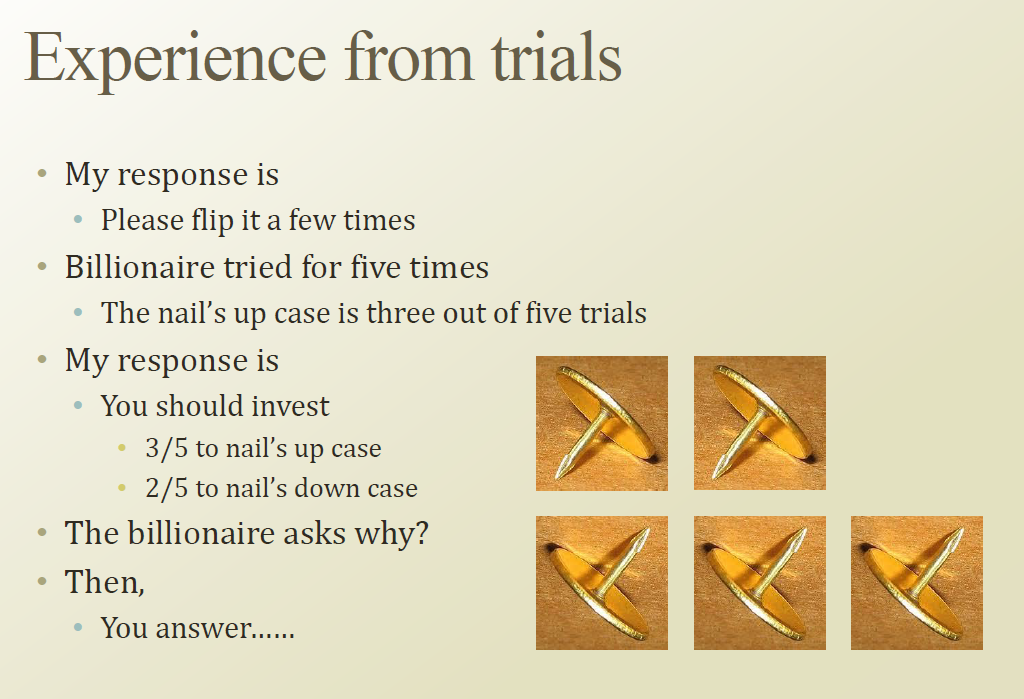 Experience from trials
• My response is
• Please flip it a few times
• Billionaire tried for five times
• The nail’s up case is three out of five trials
• My response is
• You should invest
• 3/5 to nail’s up case
• 2/5 to nail’s down case
• The billionaire asks why?
• Then,
• You answer......